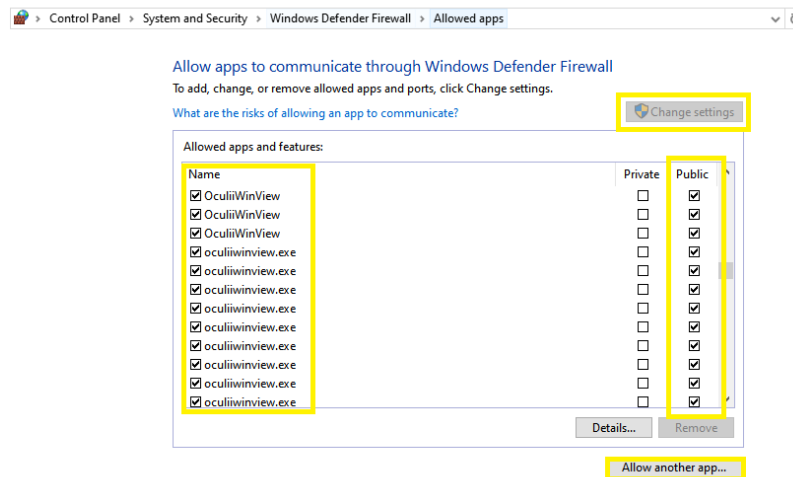 Control Panel > System and Security > Windows Defender Firewall > Allowed apps
Allow apps to communicate through Windows Defender Firewall
To add, change, or remove allowed apps and ports, click Change settings.
What are the risks of allowing an app to communicate?
Change settings
Allowed apps and features:
Name Private Public
OculiiWinView
OculiiWinView
OculiiWinView
oculiiwinview.exe
oculiiwinview.exe
oculiiwinview.exe
oculiiwinview.exe
oculiiwinview.exe
oculiiwinview.exe
oculiiwinview.exe
oculiiwinview.exe
oculiiwinview.exe
Details... Remove
Allow another app...